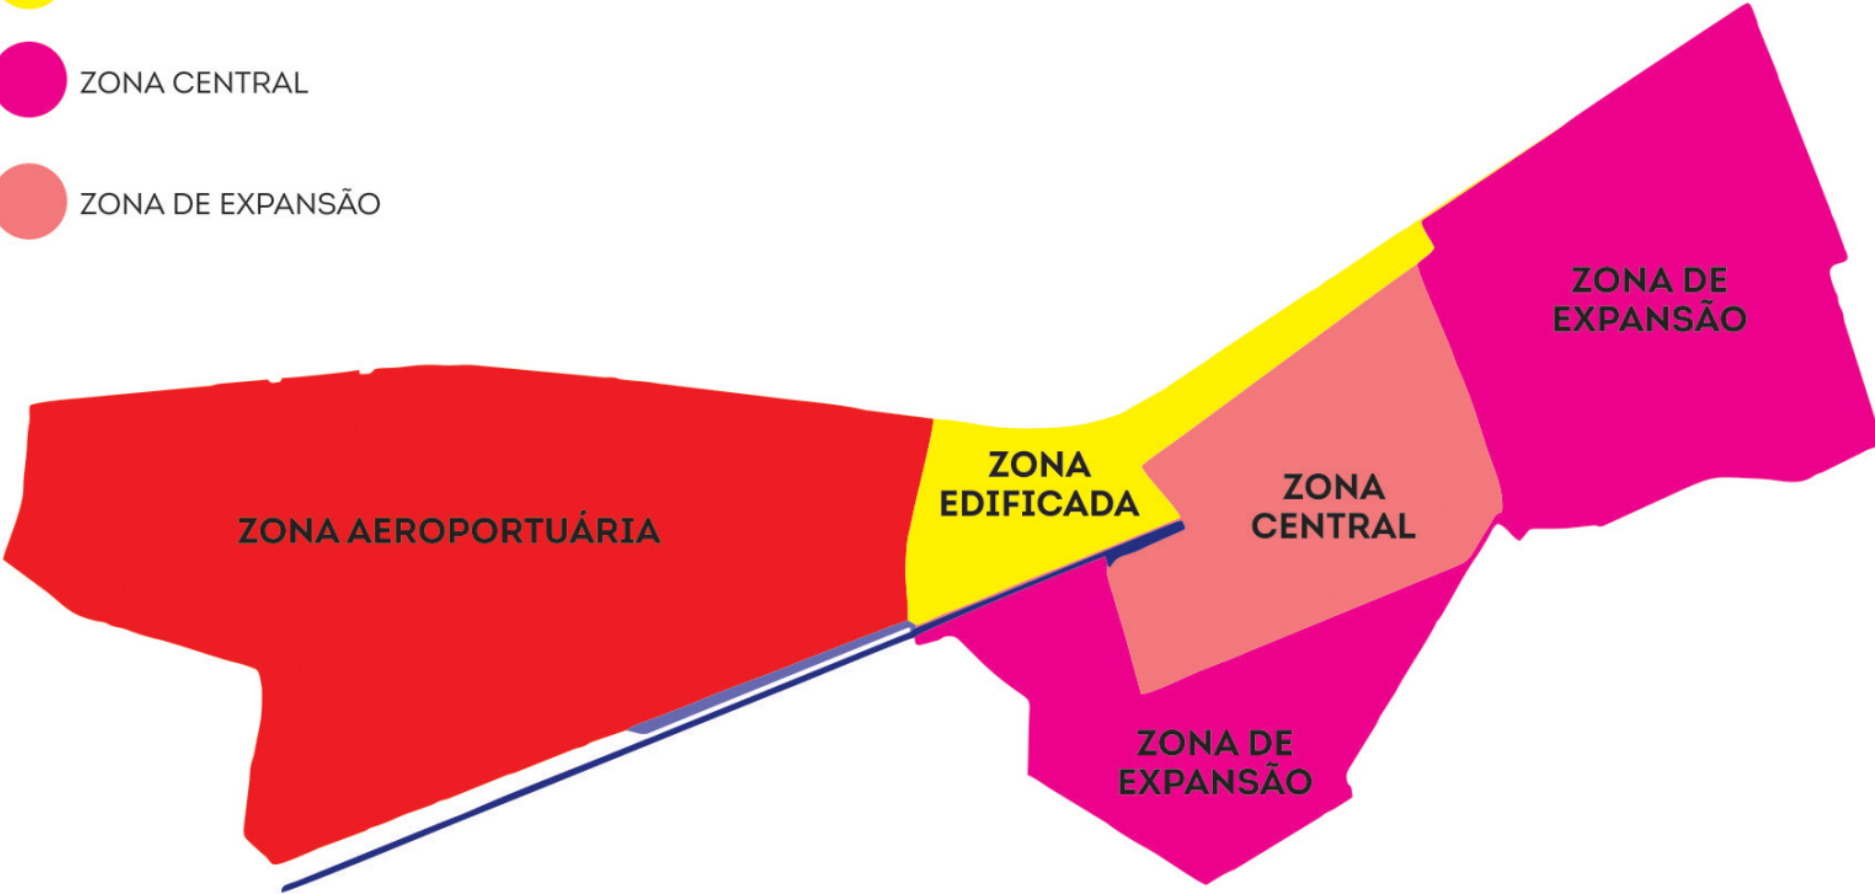 ZONA CENTRAL
ZONA DE EXPANSÃO
ZONA DE
EXPANSÃO
ZONA
EDIFICADA
ZONA
CENTRAL
ZONA AEROPORTUÁRIA
ZONA DE
EXPANSÃO